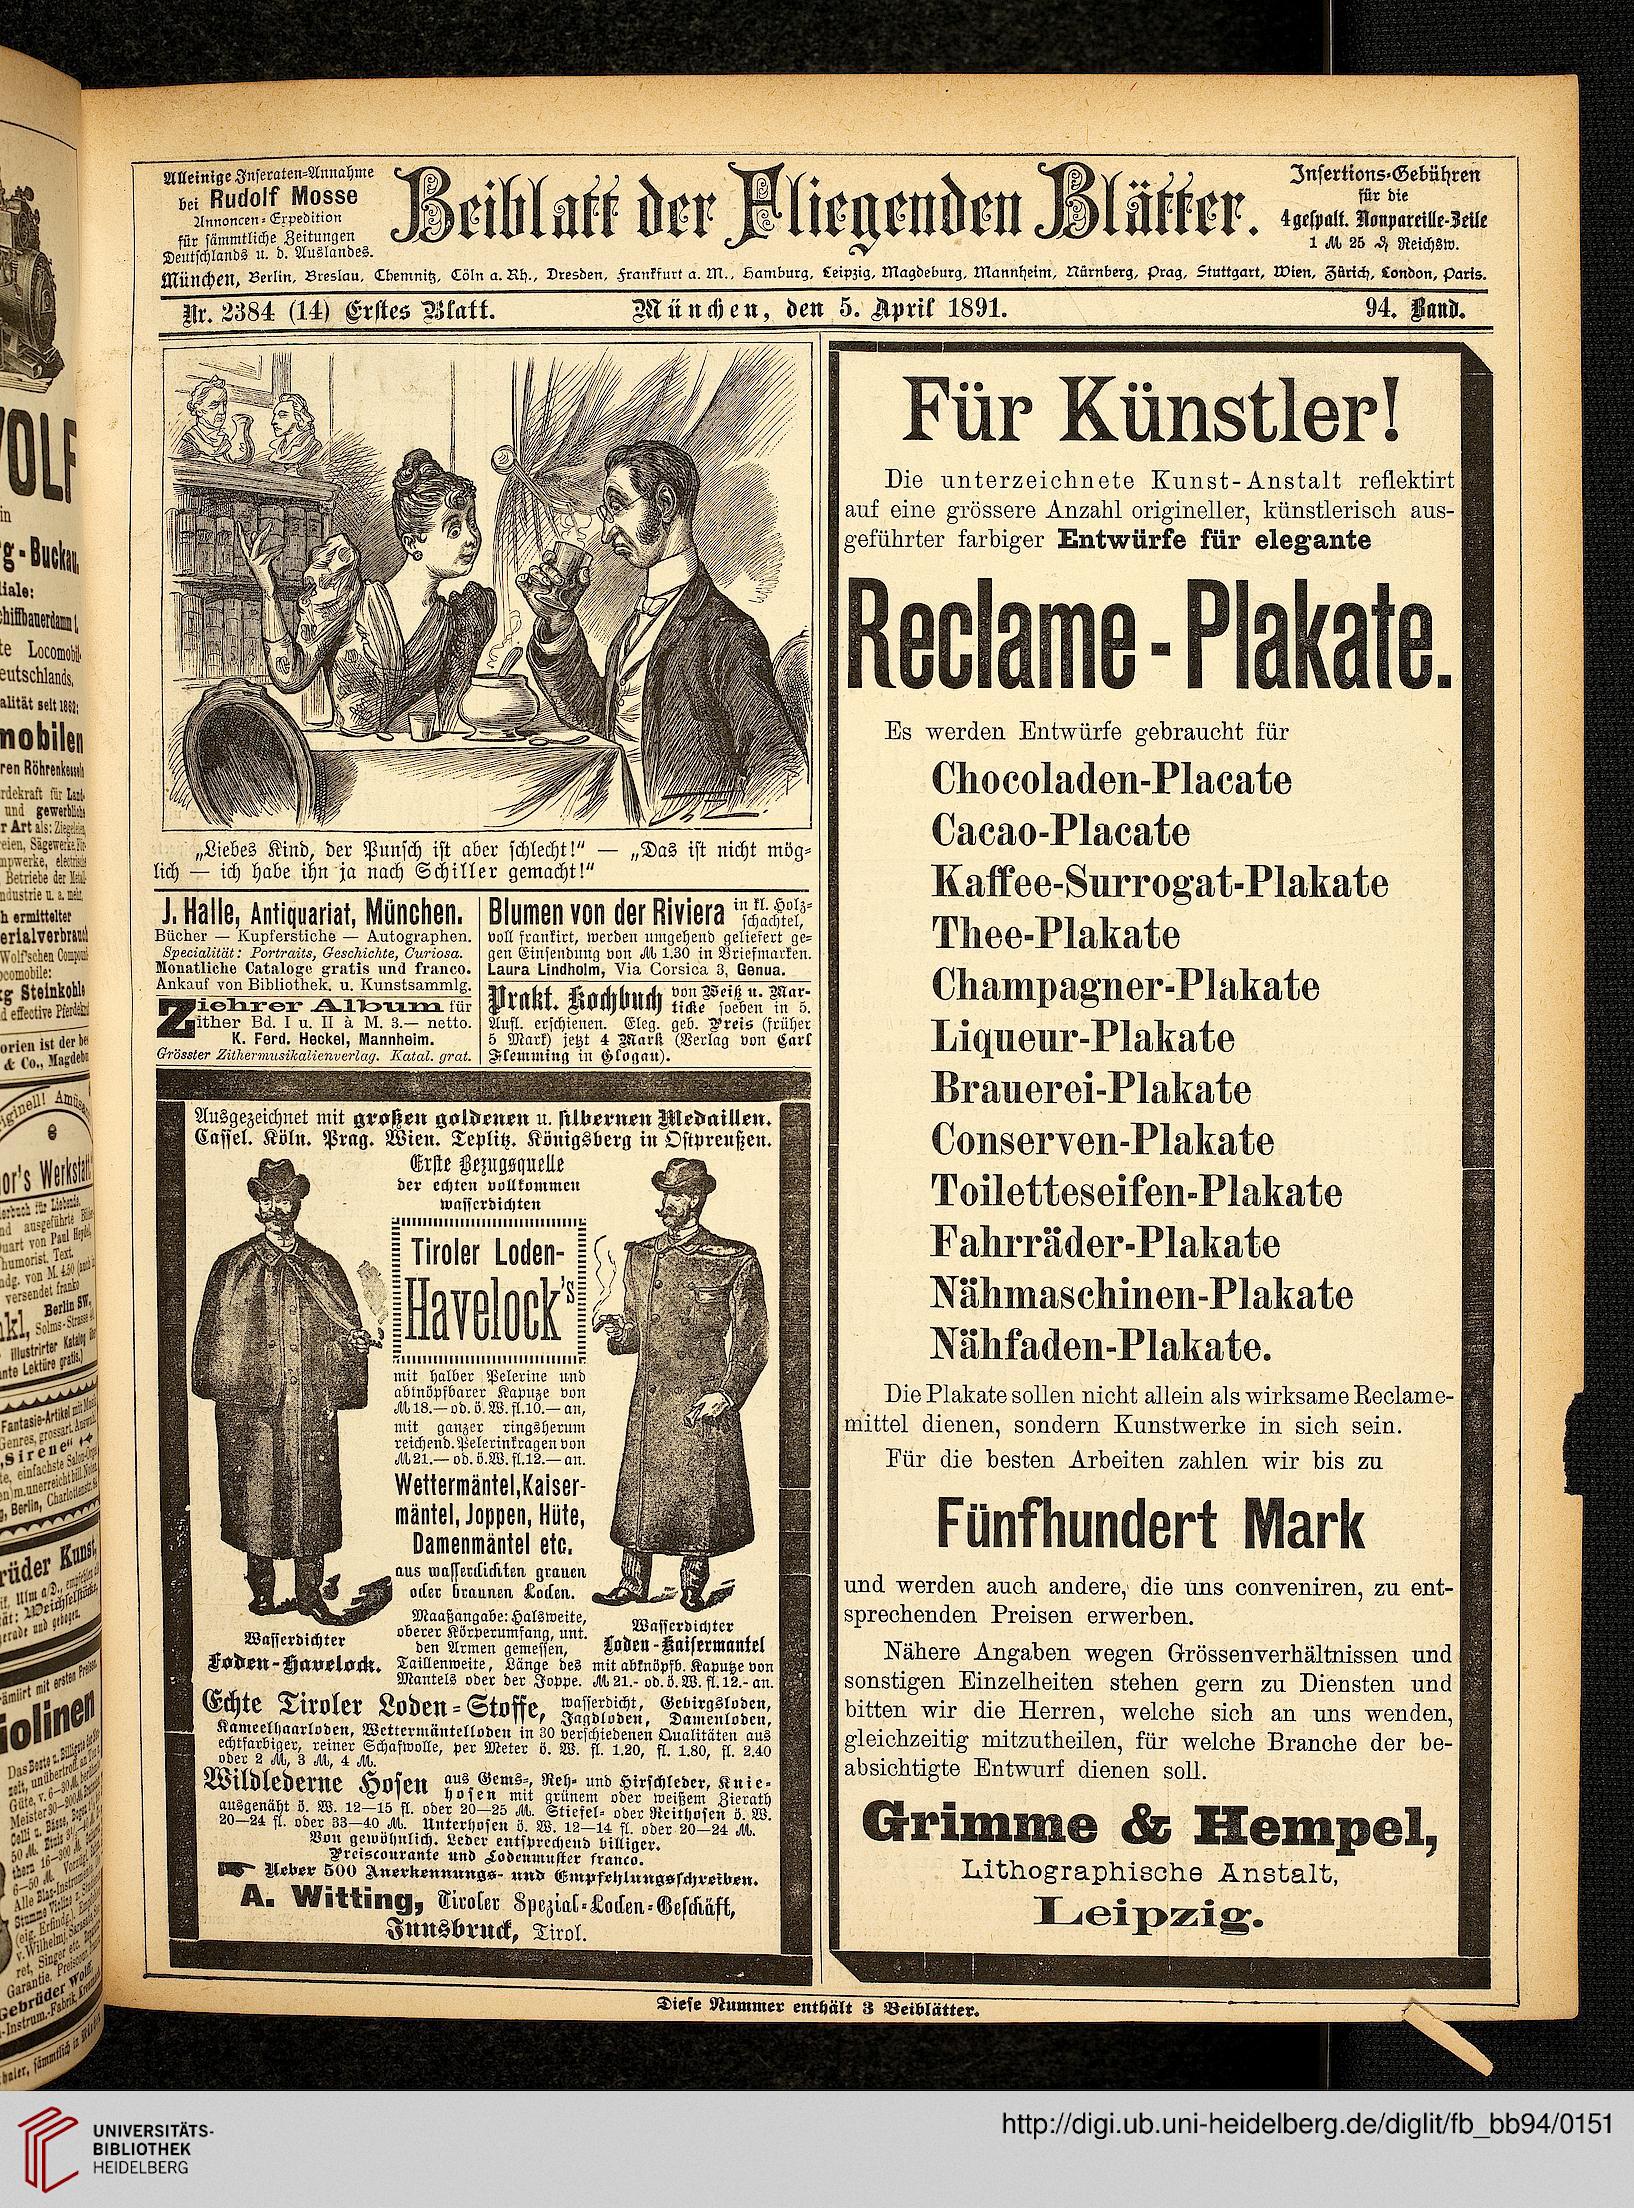 Alleinige Inseraten-Annahme
bei Rudolf Mosse
Annoncen-Expedition
für sämmtliche Zeitungen
Deutschlands u. d. Auslandes.
Beiblatt der Fliegenden Blätter.
Insertions-Gebühren
für die
4gespalt. Nonpareille-Zeile
1 ℳ 25 ₰ Reichsw.
München, Berlin, Breslau, Chemnitz, Cöln a. Rh., Dresden, Frankfurt a. M., Hamburg, Leipzig, Magdeburg, Mannheim, Nürnberg, Prag, Stuttgart, Wien, Zürich, London, Paris.
Nr. 2384 (14) Erstes Blatt.
München, den 5. April 1891.
94. Band.
„Liebes Kind, der Punsch ist aber schlecht!“ — „Das ist nicht mög-
lich — ich habe ihn ja nach Schiller gemacht!“
J. Halle, Antiquariat, München.
Bücher — Kupferstiche — Autographen.
Specialität: Portraits, Geschichte, Curiosa.
Monatliche Cataloge gratis und franco.
Ankauf von Bibliothek. u. Kunstsammlg.
Ziehrer Album für
Zither Bd. I u. II à M. 3.— netto.
K. Ferd. Heckel, Mannheim.
Grösster Zithermusikalienverlag. Katal. grat.
Blumen von der Riviera in kl. Holz-
schachtel,
voll frankirt, werden umgehend geliefert ge-
gen Einsendung von ℳ 1.30 in Briefmarken.
Laura Lindholm, Via Corsica 3, Genua.
Prakt. Kochbuch von Weiß u. Mar-
ticke soeben in 5.
Aufl. erschienen. Eleg. geb. Preis (früher
5 Mark) jetzt 4 Mark (Verlag von Carl
Flemming in Glogau).
Ausgezeichnet mit großen goldenen u. silbernen Medaillen.
Cassel. Köln. Prag. Wien. Teplitz. Königsberg in Ostpreußen.
Erste Bezugsquelle
der echten vollkommen
wasserdichten
Tiroler Loden-
Havelock's
mit halber Pelerine und
abknöpfbarer Kapuze von
ℳ 18.— od. ö. W. fl. 10.— an,
mit ganzer ringsherum
reichend. Pelerinkragen von
ℳ 21.— od. ö. W. fl. 12.— an.
Wettermäntel, Kaiser-
mäntel, Joppen, Hüte,
Damenmäntel etc.
aus wasserdichten grauen
oder braunen Loden.
Maaßangabe: Halsweite,
oberer Körperumfang, unt.
den Armen gemessen,
Taillenweite, Länge des
Mantels oder der Joppe.
Wasserdichter
Loden-Havelock.
Wasserdichter
Loden-Kaisermantel
mit abknöpfb. Kapuze von
ℳ 21.- od. ö. W. fl. 12.- an.
Echte Tiroler Loden-Stoffe, wasserdicht, Gebirgsloden,
Jagdloden, Damenloden,
Kameelhaarloden, Wettermäntelloden in 30 verschiedenen Qualitäten aus
echtfarbiger, reiner Schafwolle, per Meter ö. W. fl. 1.20, fl. 1.80, fl. 2.40
oder 2 ℳ, 3 ℳ, 4 ℳ.
Wildlederne Hosen aus Gems-, Reh- und Hirschleder, Knie-
hosen mit grünem oder weißem Zierath
ausgenäht ö. W. 12—15 fl. oder 20—25 ℳ. Stiefel- oder Reithosen ö. W.
20—24 fl. oder 33—40 ℳ. Unterhosen ö. W. 12—14 fl. oder 20—24 ℳ.
Von gewöhnlich. Leder entsprechend billiger.
Preiscourante und Lodenmuster franco.
Ueber 500 Anerkennungs- und Empfehlungsschreiben.
A. Witting, Tiroler Spezial-Loden-Geschäft,
Innsbruck, Tirol.
Für Künstler!
Die unterzeichnete Kunst-Anstalt reflektirt
auf eine grössere Anzahl origineller, künstlerisch aus-
geführter farbiger Entwürfe für elegante
Reclame-Plakate.
Es werden Entwürfe gebraucht für
Chocoladen-Placate
Cacao-Placate
Kaffee-Surrogat-Plakate
Thee-Plakate
Champagner-Plakate
Liqueur-Plakate
Brauerei-Plakate
Conserven-Plakate
Toiletteseifen-Plakate
Fahrräder-Plakate
Nähmaschinen-Plakate
Nähfaden-Plakate.
Die Plakate sollen nicht allein als wirksame Reclame-
mittel dienen, sondern Kunstwerke in sich sein.
Für die besten Arbeiten zahlen wir bis zu
Fünfhundert Mark
und werden auch andere, die uns conveniren, zu ent-
sprechenden Preisen erwerben.
Nähere Angaben wegen Grössenverhältnissen und
sonstigen Einzelheiten stehen gern zu Diensten und
bitten wir die Herren, welche sich an uns wenden,
gleichzeitig mitzutheilen, für welche Branche der be-
absichtigte Entwurf dienen soll.
Grimme & Hempel,
Lithographische Anstalt,
Leipzig.
Diese Nummer enthält 3 Beiblätter.
UNIVERSITÄTS-
BIBLIOTHEK
HEIDELBERG
http://digi.ub.uni-heidelberg.de/diglit/fb_bb94/0151